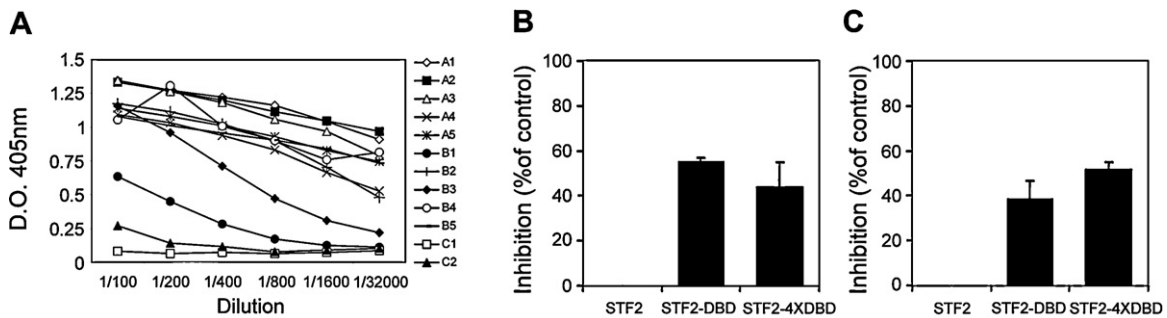 A
D.O. 405nm
1.5
1.25
1
0.75
0.5
0.25
0
1/100 1/200 1/400 1/800 1/1600 1/32000
Dilution
A1
A2
A3
A4
A5
B1
B2
B3
B4
B5
C1
C2
B
Inhibition (%of control)
100
80
60
40
20
0
STF2 STF2-DBD STF2-4XDBD
C
Inhibition (%of control)
100
80
60
40
20
0
STF2 STF2-DBD STF2-4XDBD